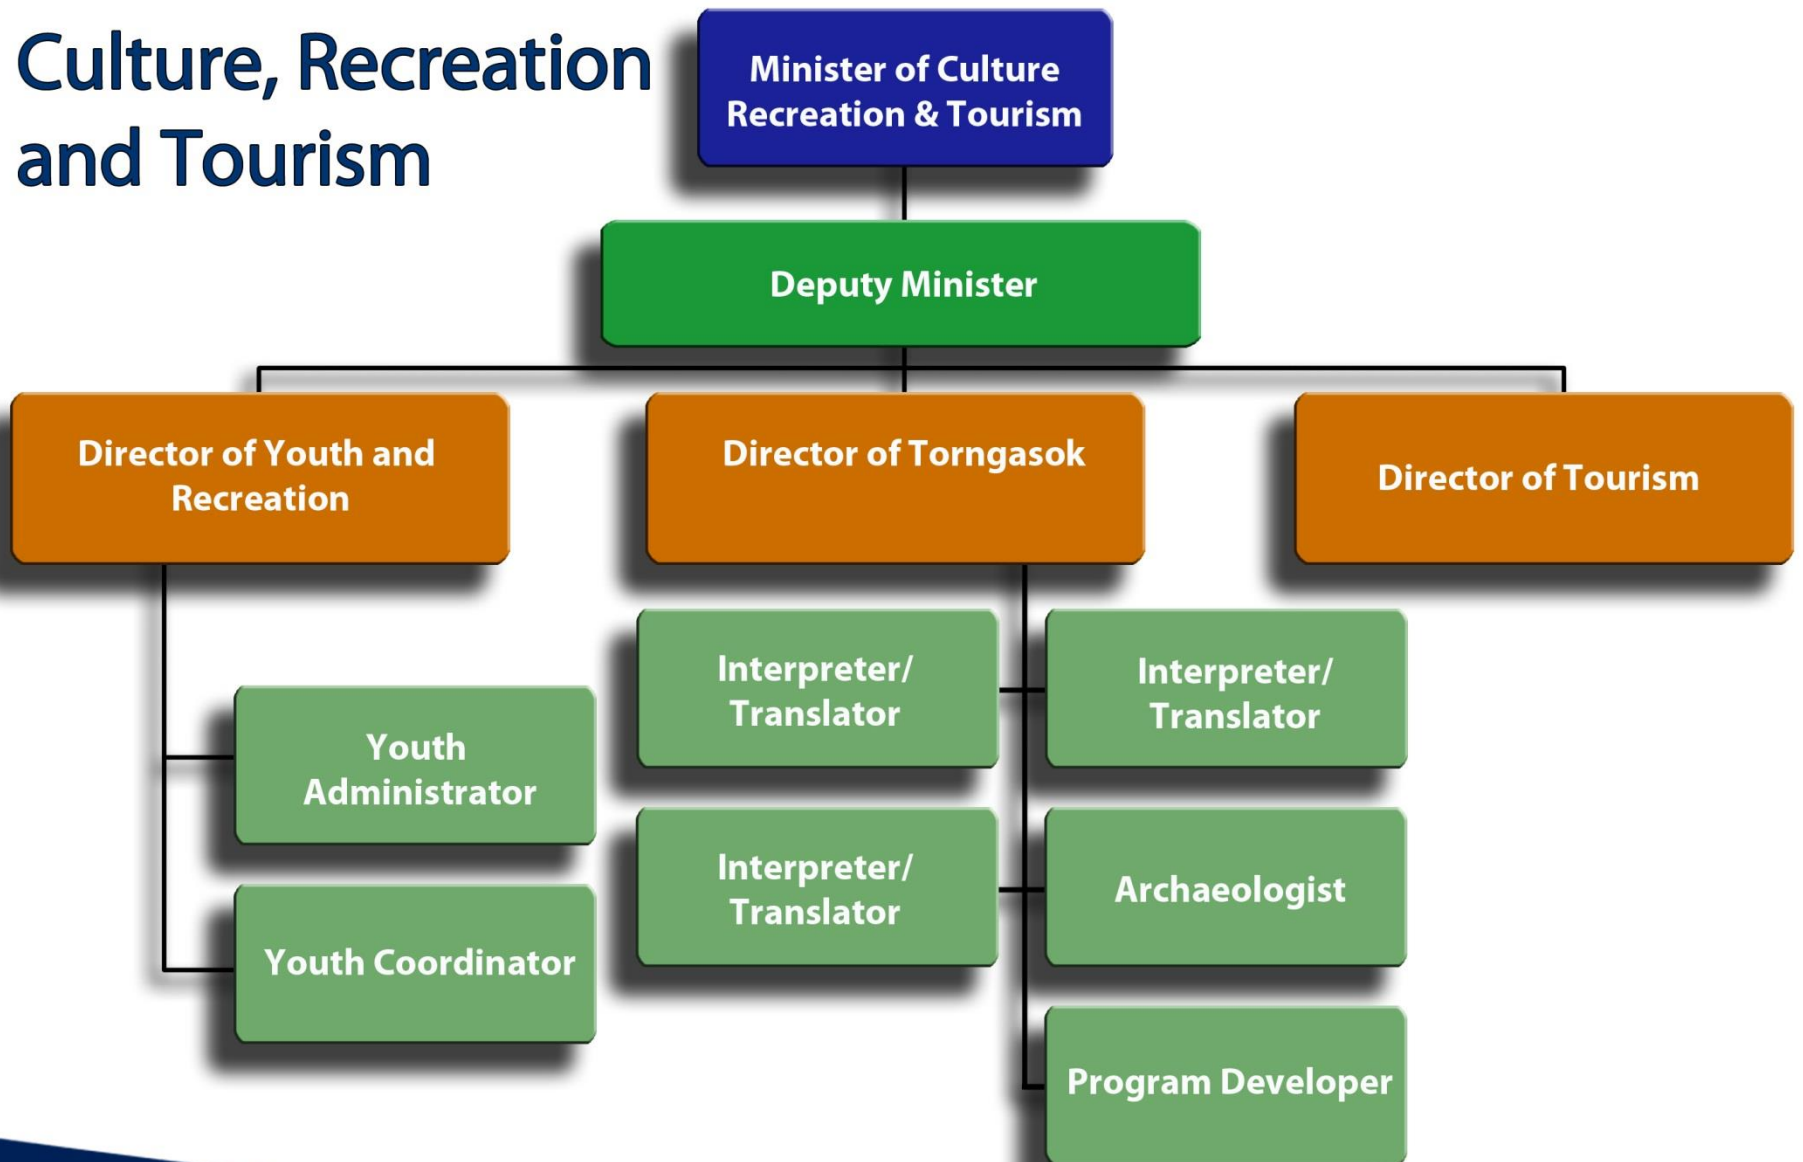 Culture, Recreation
and Tourism
Minister of Culture
Recreation & Tourism
Deputy Minister
Director of Youth and
Recreation
Director of Torngasok
Director of Tourism
Youth
Administrator
Youth Coordinator
Interpreter/
Translator
Interpreter/
Translator
Interpreter/
Translator
Archaeologist
Program Developer